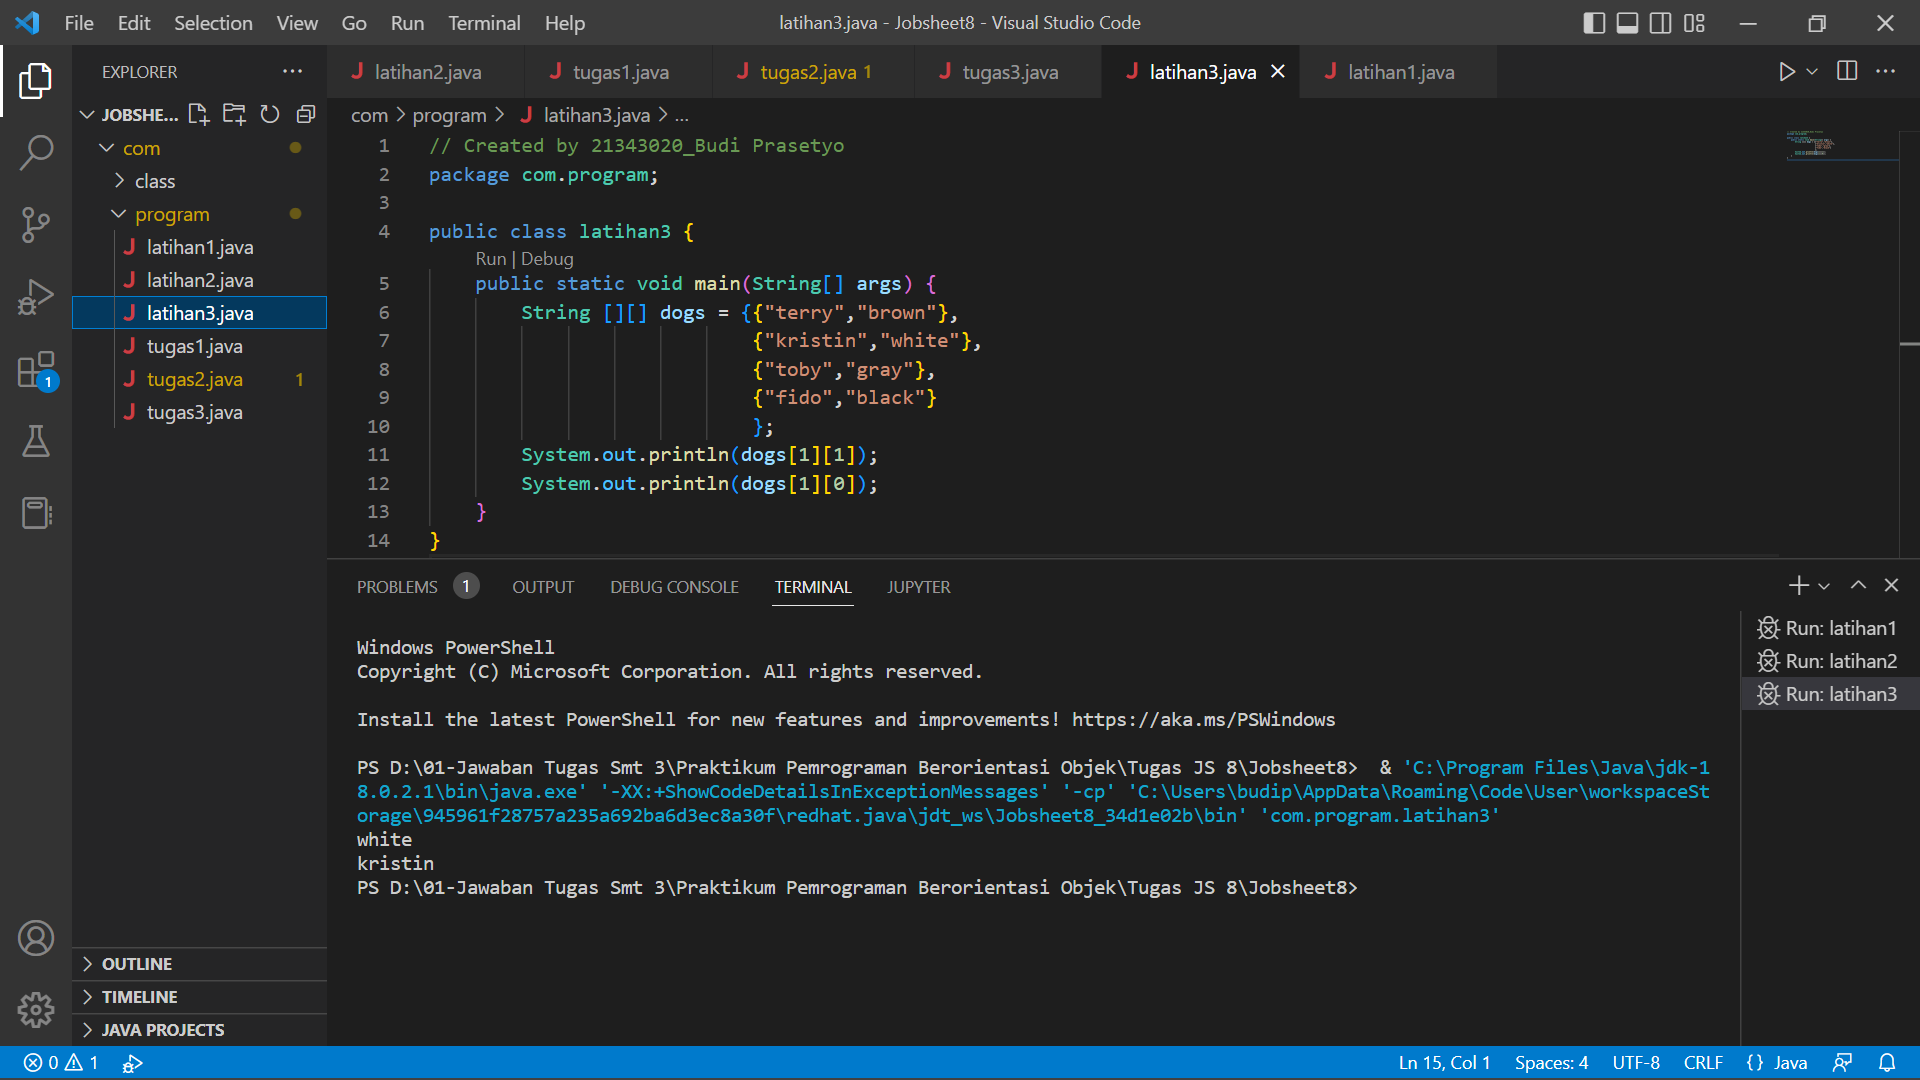 File Edit Selection View Go Run Terminal Help
latihan3.java - Jobsheet8 - Visual Studio Code
EXPLORER
latihan2.java
tugas1.java
tugas2.java 1
tugas3.java
latihan3.java
latihan1.java
JOBSHE...
com
class
program
latihan1.java
latihan2.java
latihan3.java
tugas1.java
tugas2.java 1
tugas3.java
1
OUTLINE
TIMELINE
JAVA PROJECTS
com > program > latihan3.java > ...
1 // Created by 21343020_Budi Prasetyo
2 package com.program;
3
4 public class latihan3 {
Run | Debug
5 public static void main(String[] args) {
6 String [][] dogs = {{"terry","brown"},
7 {"kristin","white"},
8 {"toby","gray"},
9 {"fido","black"}
10 };
11 System.out.println(dogs[1][1]);
12 System.out.println(dogs[1][0]);
13 }
14 }
PROBLEMS 1 OUTPUT DEBUG CONSOLE TERMINAL JUPYTER
Windows PowerShell
Copyright (C) Microsoft Corporation. All rights reserved.
Install the latest PowerShell for new features and improvements! https://aka.ms/PSWindows
PS D:\01-Jawaban Tugas Smt 3\Praktikum Pemrograman Berorientasi Objek\Tugas JS 8\Jobsheet8>  & 'C:\Program Files\Java\jdk-1
8.0.2.1\bin\java.exe' '-XX:+ShowCodeDetailsInExceptionMessages' '-cp' 'C:\Users\budip\AppData\Roaming\Code\User\workspaceSt
orage\945961f28757a235a692ba6d3ec8a30f\redhat.java\jdt_ws\Jobsheet8_34d1e02b\bin' 'com.program.latihan3'
white
kristin
PS D:\01-Jawaban Tugas Smt 3\Praktikum Pemrograman Berorientasi Objek\Tugas JS 8\Jobsheet8>
Run: latihan1
Run: latihan2
Run: latihan3
0 1
Ln 15, Col 1 Spaces: 4 UTF-8 CRLF {} Java